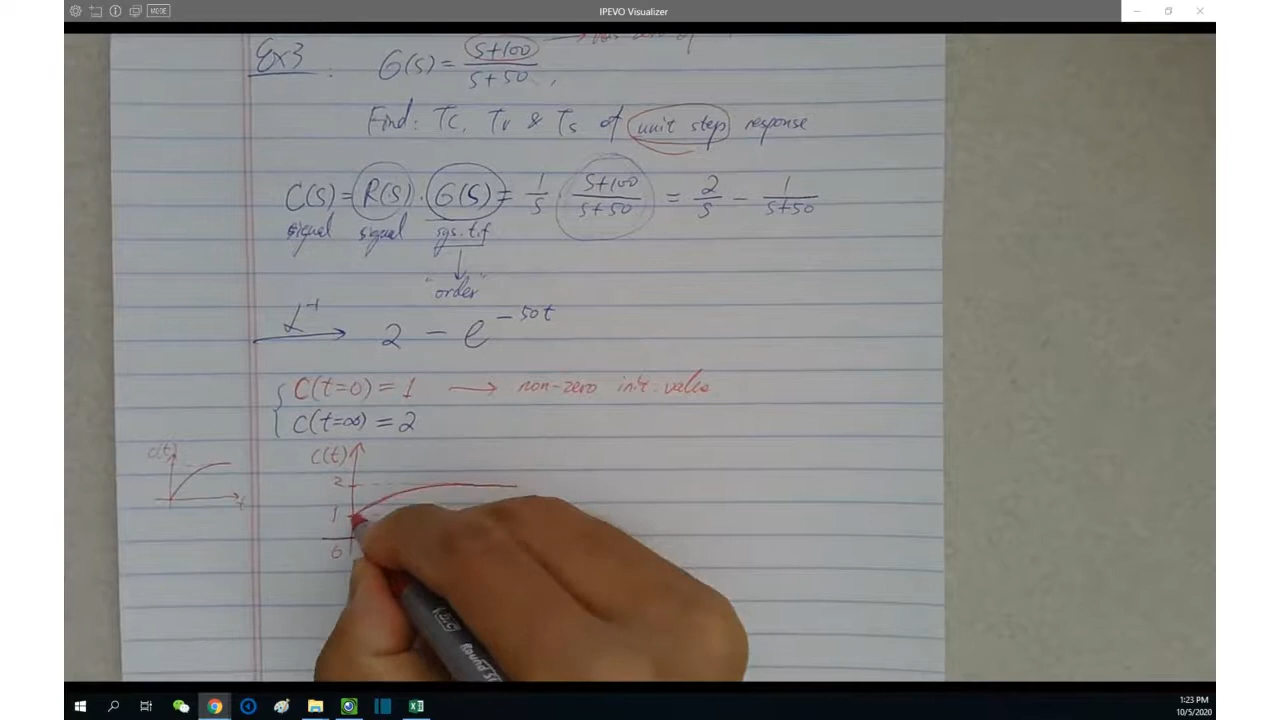 IPEVO Visualizer
MODE
Ex3 : G(s) = (s+100)/(s+50),
Find: Tc, Tr & Ts of unit step response
C(s) = R(s) · G(s) = 1/s · (s+100)/(s+50) = 2/s − 1/(s+50)
signal signal sys. t.f
"order"
L⁻¹ → 2 − e^−50t
C(t=0) = 1 → non-zero init. value
C(t=∞) = 2
C(t)
t
C(t)
2
1
0
Round S
1:23 PM
10/5/2020